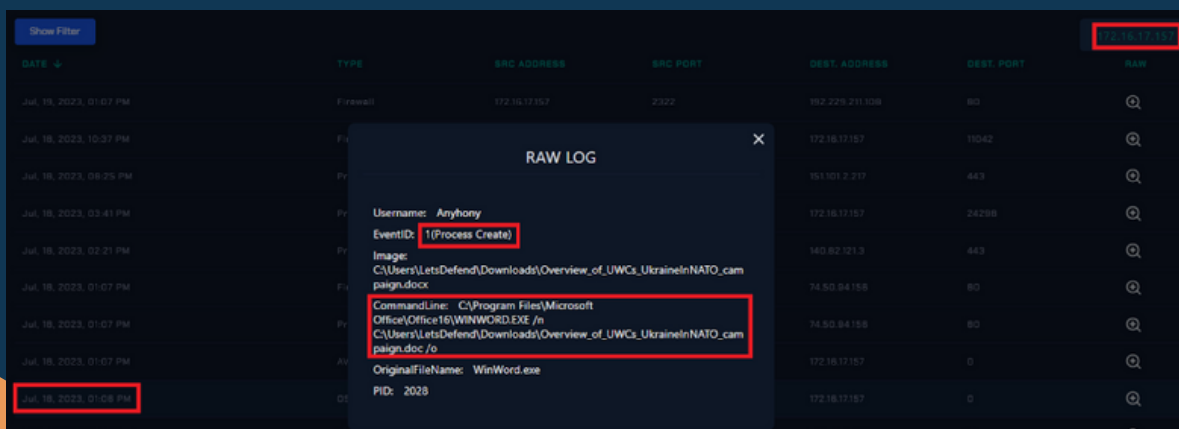 Show Filter
172.16.17.157
DATE ↓ TYPE SRC ADDRESS SRC PORT DEST. ADDRESS DEST. PORT RAW
Jul, 19, 2023, 01:07 PM Firewall 172.16.17.157 2322 192.229.211.108 80
Jul, 18, 2023, 10:37 PM 172.16.17.157 11042
Jul, 18, 2023, 08:25 PM 151.101.2.217 443
Jul, 18, 2023, 03:41 PM 172.16.17.157 24298
Jul, 18, 2023, 02:21 PM 140.82.121.3 443
Jul, 18, 2023, 01:07 PM 74.50.94.156 80
Jul, 18, 2023, 01:07 PM 74.50.94.156 80
Jul, 18, 2023, 01:07 PM 172.16.17.157 0
Jul, 18, 2023, 01:06 PM 172.16.17.157 0
RAW LOG
Username: Anyhony
EventID: 1(Process Create)
Image:
C:\Users\LetsDefend\Downloads\Overview_of_UWCs_UkraineInNATO_cam
paign.docx
CommandLine: C:\Program Files\Microsoft
Office\Office16\WINWORD.EXE /n
C:\Users\LetsDefend\Downloads\Overview_of_UWCs_UkraineInNATO_cam
paign.doc /o
OriginalFileName: WinWord.exe
PID: 2028